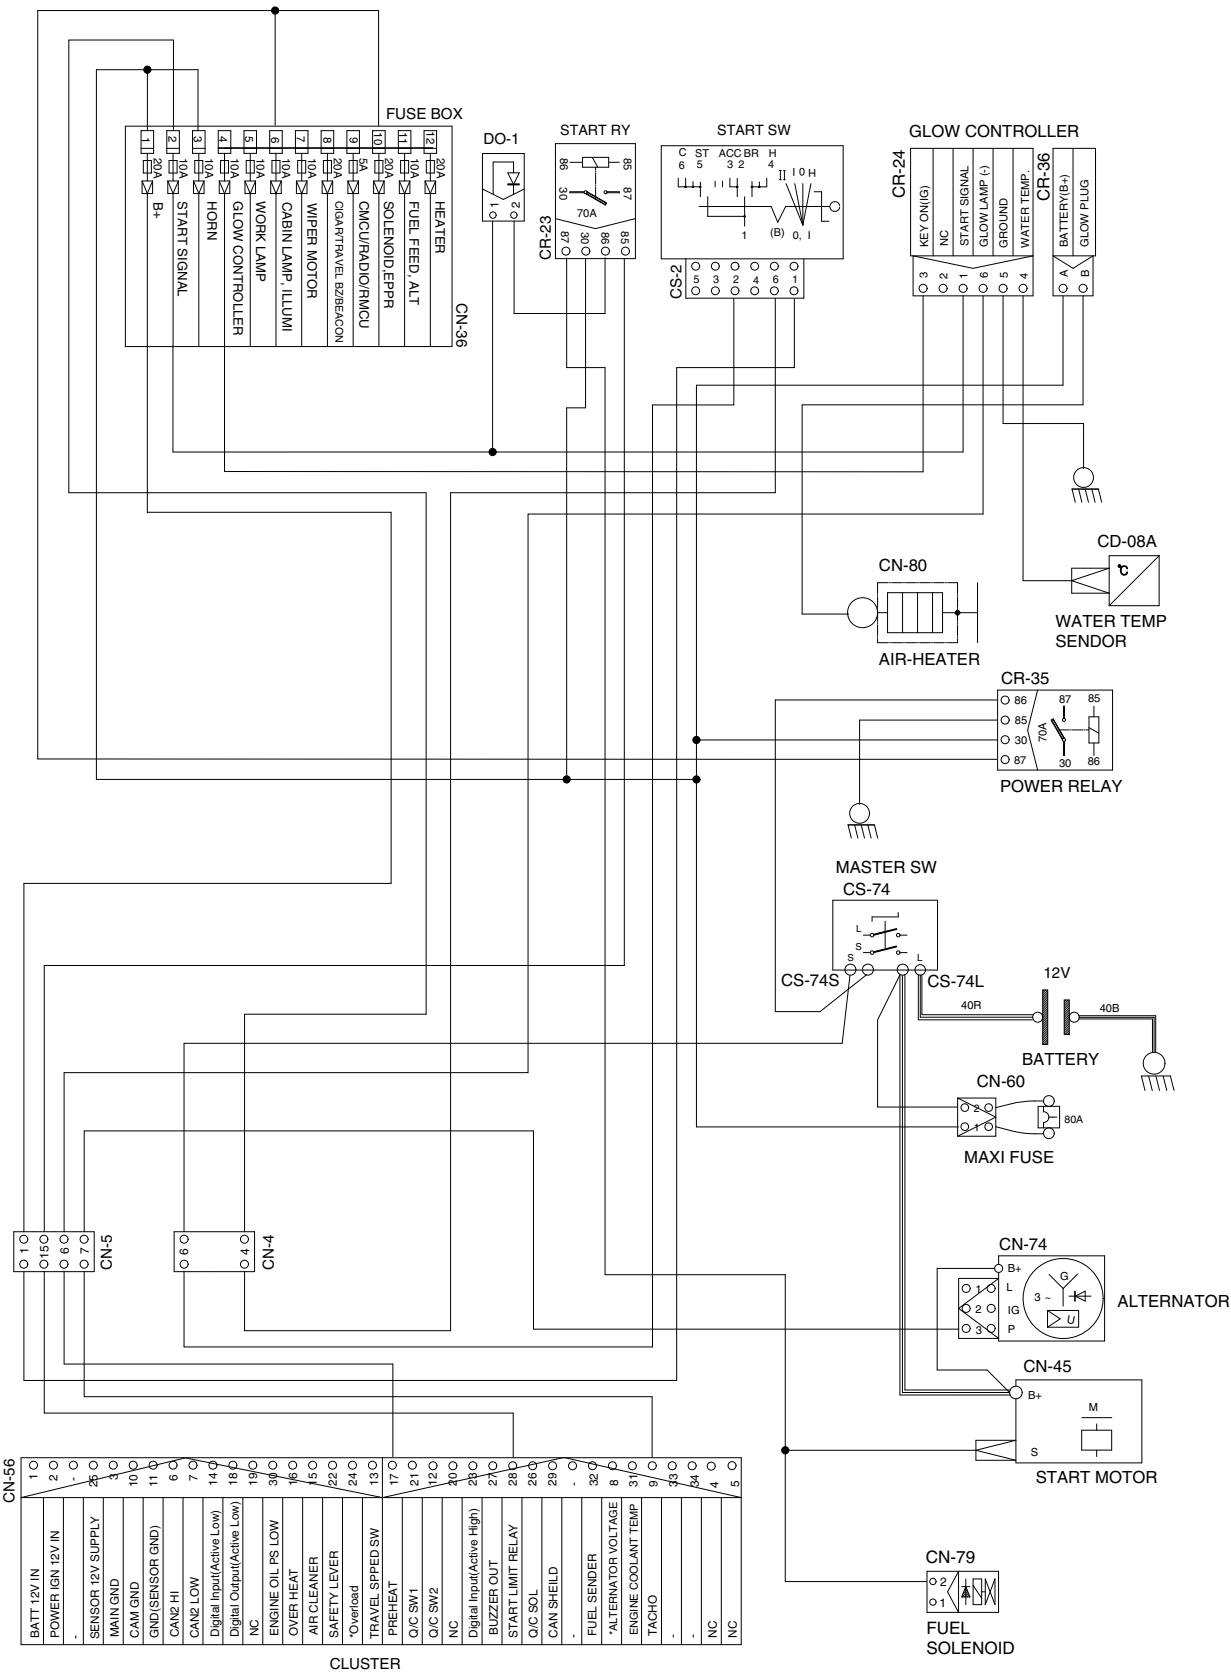 FUSE BOX
1
2
3
4
5
6
7
8
9
10
11
12
20A
10A
10A
10A
10A
10A
10A
20A
5A
10A
10A
20A
B+
START SIGNAL
HORN
GLOW CONTROLLER
WORK LAMP
CABIN LAMP, ILLUMI
WIPER MOTOR
CIGAR/TRAVEL BZ/BEACON
CMCU/RADIO/RMCU
SOLENOID,EPPR
FUEL FEED, ALT
HEATER
CN-36
DO-1
1 2
START RY
86 85
30 87
70A
CR-23
87 30 86 85
START SW
C ST ACC BR H
6 5 3 2 4
II I 0 H
1 (B) 0, I
CS-2
5 3 2 4 6 1
GLOW CONTROLLER
CR-24
KEY ON(IG)
NC
START SIGNAL
GLOW LAMP (-)
GROUND
WATER TEMP.
3 2 1 6 5 4
CR-36
BATTERY(B+)
GLOW PLUG
A B
CD-08A
℃
WATER TEMP
SENDOR
CN-80
AIR-HEATER
CR-35
86 87 85
85
30 70A
87 30 86
POWER RELAY
MASTER SW
CS-74
L
S
S L
CS-74S
CS-74L
12V
40R
40B
BATTERY
CN-60
2
1
80A
MAXI FUSE
CN-5
1 15 6 7
CN-4
6 4
CN-74
B+
1 L
2 IG
3 P
G
3 ~
U
ALTERNATOR
CN-45
B+
M
S
START MOTOR
CN-56
1 2 - 25 3 10 11 6 7 14 18 19 30 16 15 22 24 13 17 21 12 20 23 27 28 26 29 - 32 8 31 9 33 34 4 5
BATT 12V IN
POWER IGN 12V IN
-
SENSOR 12V SUPPLY
MAIN GND
CAM GND
GND(SENSOR GND)
CAN2 HI
CAN2 LOW
Digital Input(Active Low)
Digital Output(Active Low)
NC
ENGINE OIL PS LOW
OVER HEAT
AIR CLEANER
SAFETY LEVER
*Overload
TRAVEL SPPED SW
PREHEAT
Q/C SW1
Q/C SW2
NC
Digital Input(Active High)
BUZZER OUT
START LIMIT RELAY
Q/C SOL
CAN SHEILD
-
FUEL SENDER
*ALTERNATOR VOLTAGE
ENGINE COOLANT TEMP
TACHO
-
-
NC
NC
CLUSTER
CN-79
2
1
FUEL
SOLENOID